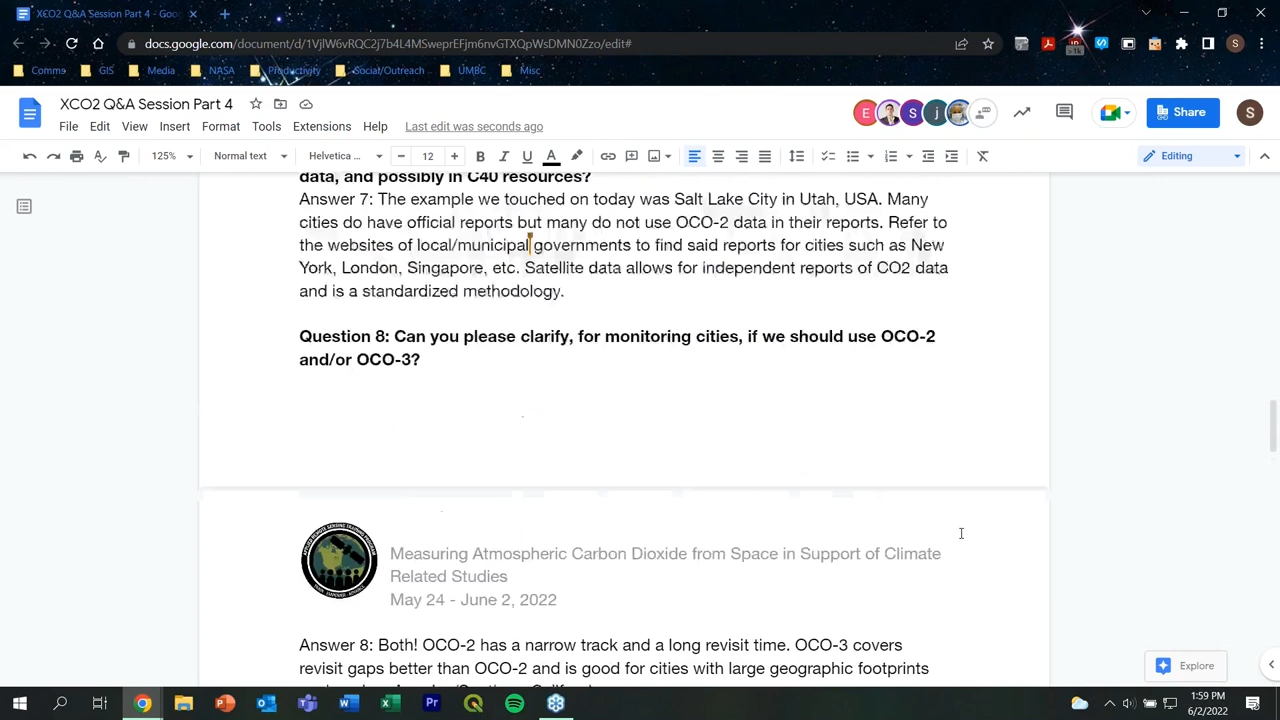 XCO2 Q&A Session Part 4 - Goo
docs.google.com/document/d/1VjlW6vRQC2j7b4L4MSweprEFjm6nvGTXQpWsDMN0Zzo/edit#
Comms GIS Media NASA Productivity Social/Outreach UMBC Misc
XCO2 Q&A Session Part 4
Share
File Edit View Insert Format Tools Extensions Help Last edit was seconds ago
125% Normal text Helvetica ... 12 Editing
data, and possibly in C40 resources?
Answer 7: The example we touched on today was Salt Lake City in Utah, USA. Many
cities do have official reports but many do not use OCO-2 data in their reports. Refer to
the websites of local/municipal governments to find said reports for cities such as New
York, London, Singapore, etc. Satellite data allows for independent reports of CO2 data
and is a standardized methodology.
Question 8: Can you please clarify, for monitoring cities, if we should use OCO-2
and/or OCO-3?
Measuring Atmospheric Carbon Dioxide from Space in Support of Climate
Related Studies
May 24 - June 2, 2022
Answer 8: Both! OCO-2 has a narrow track and a long revisit time. OCO-3 covers
revisit gaps better than OCO-2 and is good for cities with large geographic footprints
Explore
1:59 PM
6/2/2022